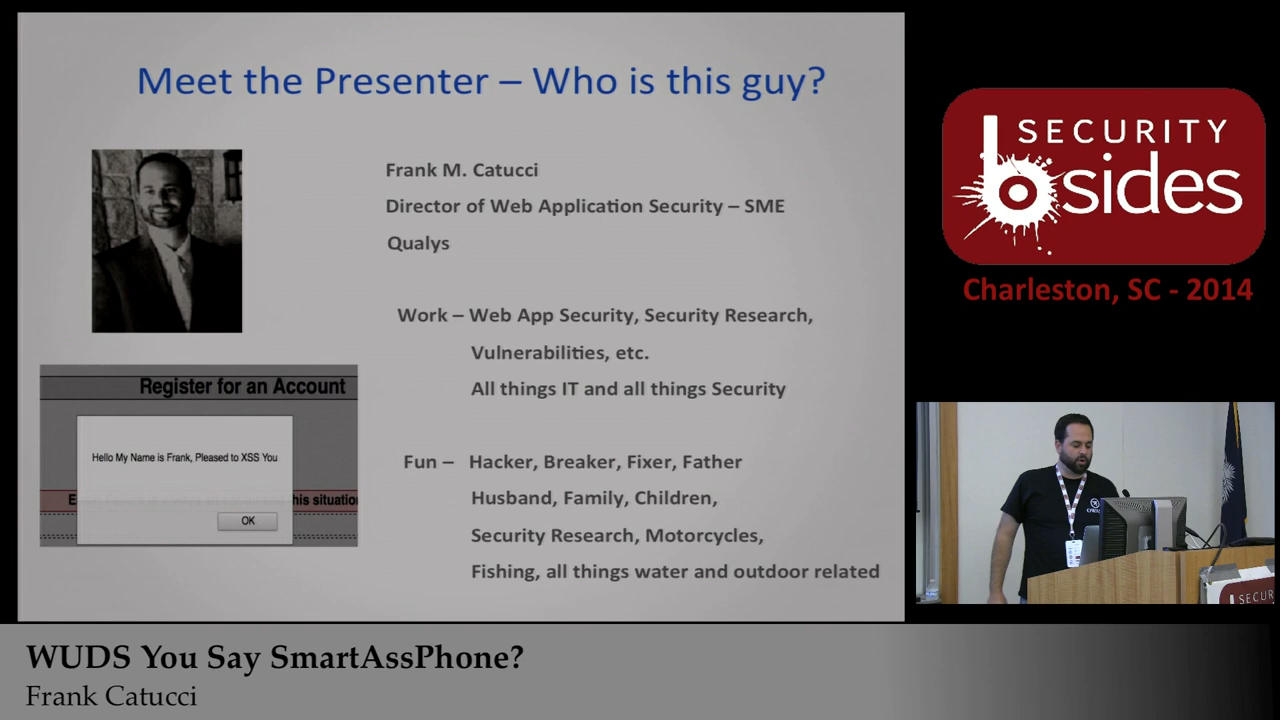 Meet the Presenter – Who is this guy?
Frank M. Catucci
Director of Web Application Security – SME
Qualys
Work – Web App Security, Security Research,
Vulnerabilities, etc.
All things IT and all things Security
Fun – Hacker, Breaker, Fixer, Father
Husband, Family, Children,
Security Research, Motorcycles,
Fishing, all things water and outdoor related
Register for an Account
Hello My Name is Frank, Pleased to XSS You
his situation
OK
SECURITY
bsides
Charleston, SC - 2014
SECUR
WUDS You Say SmartAssPhone?
Frank Catucci